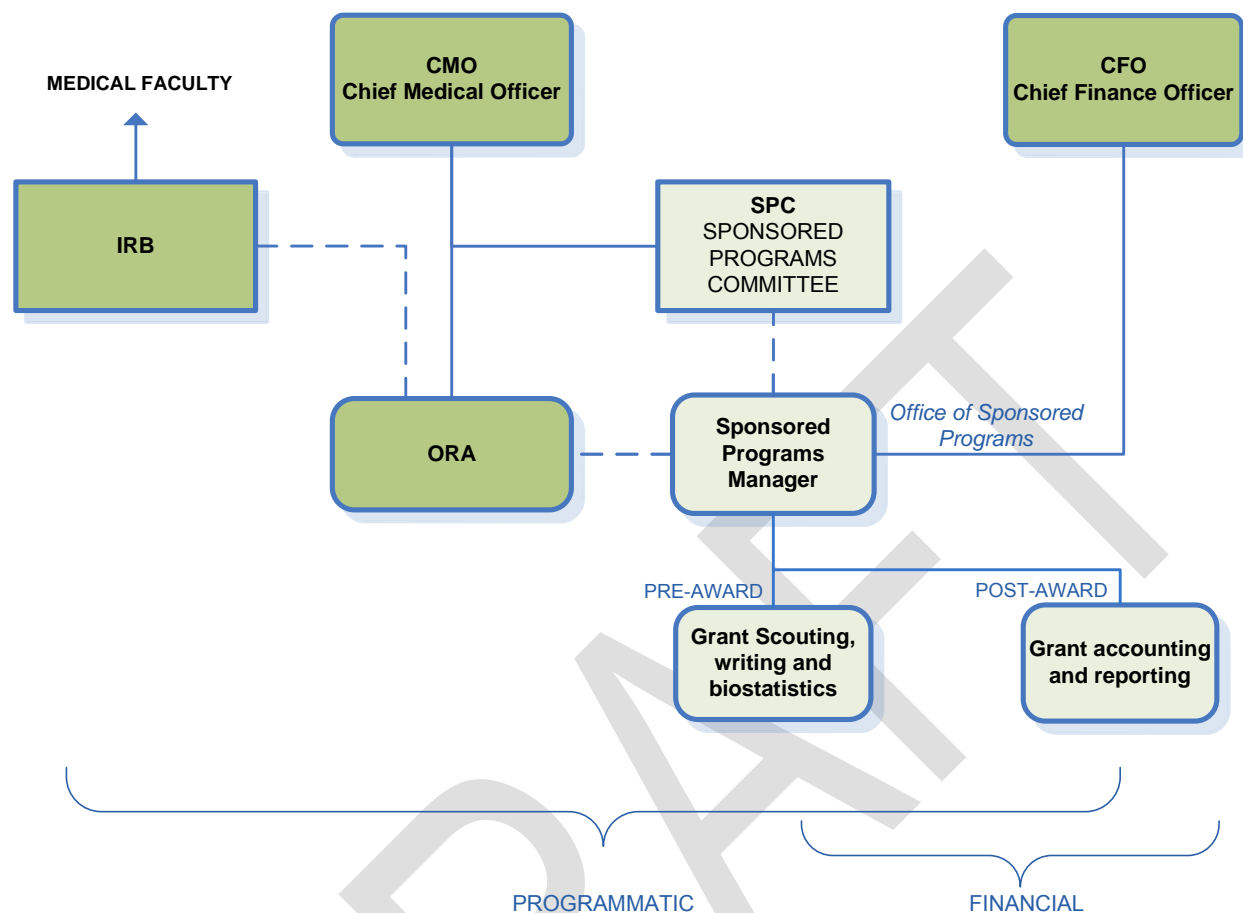 CMO
Chief Medical Officer
CFO
Chief Finance Officer
MEDICAL FACULTY
IRB
SPC
SPONSORED
PROGRAMS
COMMITTEE
ORA
Sponsored
Programs
Manager
Office of Sponsored
Programs
PRE-AWARD
POST-AWARD
Grant Scouting,
writing and
biostatistics
Grant accounting
and reporting
PROGRAMMATIC
FINANCIAL
DRAFT